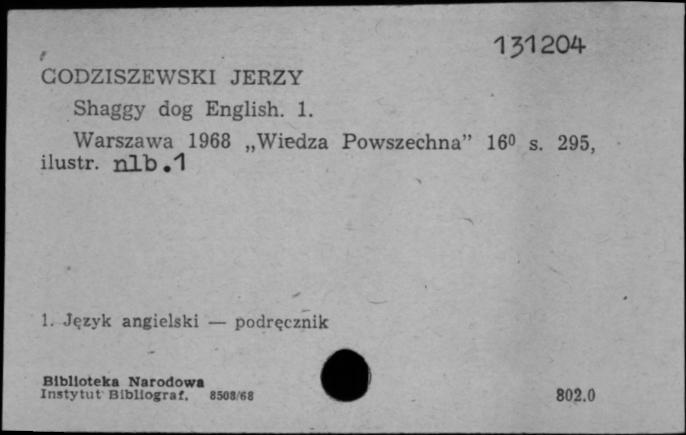 131204
GODZISZEWSKI JERZY
Shaggy dog English. 1.
Warszawa 1968 „Wiedza Powszechna” 16⁰ s. 295,
ilustr. nlb.1
1. Język angielski — podręcznik
Biblioteka Narodowa
Instytut Bibliograf. 8508/68
802.0